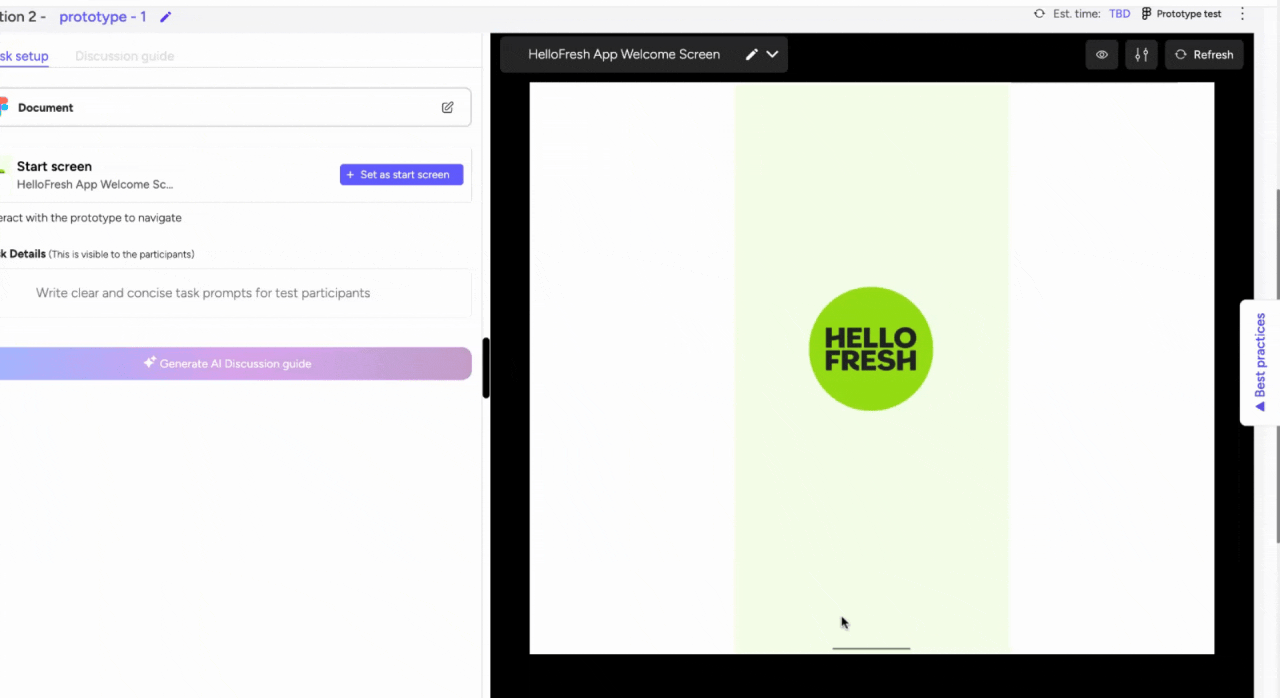 tion 2 - prototype - 1
Est. time: TBD Prototype test
sk setup Discussion guide
HelloFresh App Welcome Screen
Refresh
Document
Start screen
HelloFresh App Welcome Sc...
+ Set as start screen
eract with the prototype to navigate
k Details (This is visible to the participants)
Write clear and concise task prompts for test participants
Generate AI Discussion guide
HELLO
FRESH
Best practices